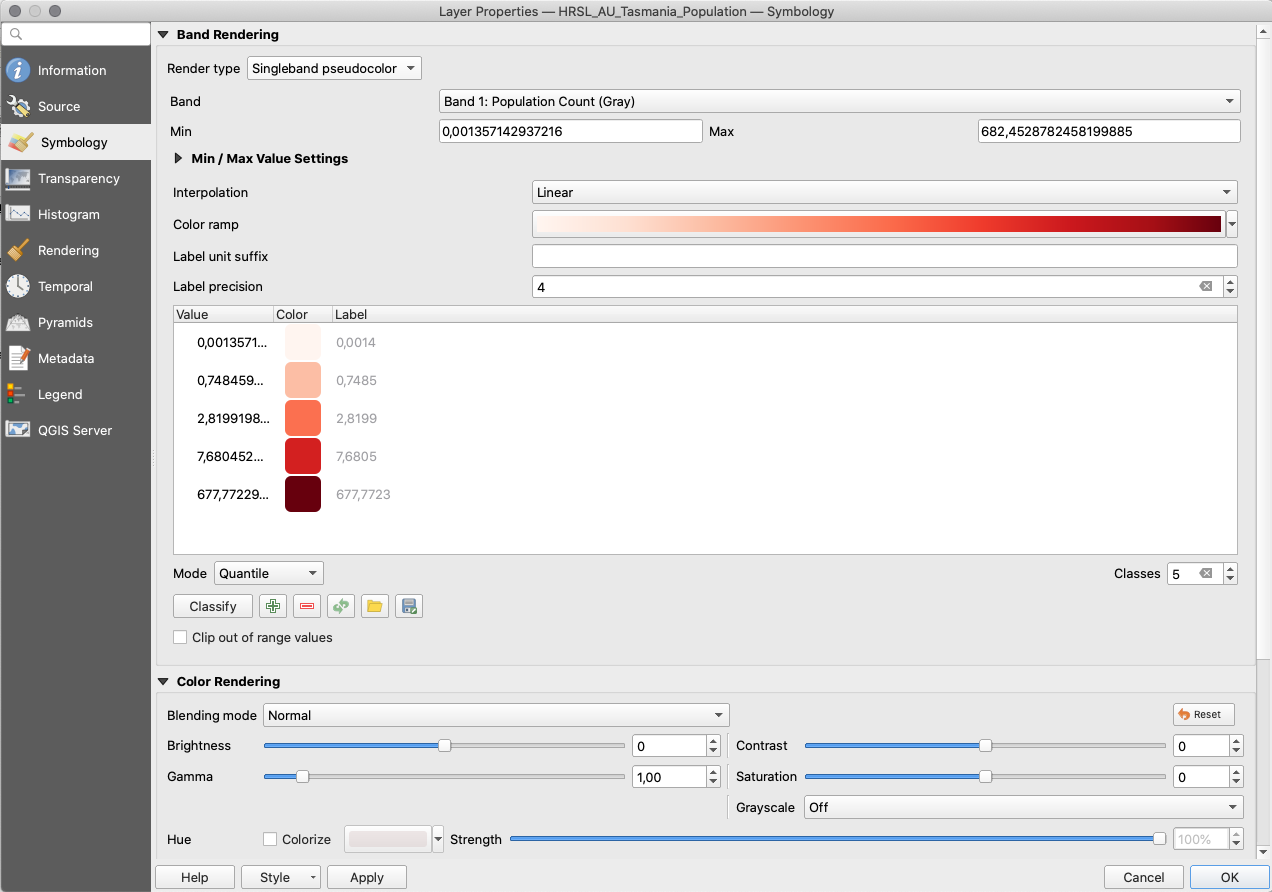 Layer Properties — HRSL_AU_Tasmania_Population — Symbology
Information
Source
Symbology
Transparency
Histogram
Rendering
Temporal
Pyramids
Metadata
Legend
QGIS Server
Band Rendering
Render type Singleband pseudocolor
Band Band 1: Population Count (Gray)
Min 0,001357142937216 Max 682,4528782458199885
Min / Max Value Settings
Interpolation Linear
Color ramp
Label unit suffix
Label precision 4
Value Color Label
0,0013571... 0,0014
0,748459... 0,7485
2,8199198... 2,8199
7,680452... 7,6805
677,77229... 677,7723
Mode Quantile Classes 5
Classify
Clip out of range values
Color Rendering
Blending mode Normal Reset
Brightness 0 Contrast 0
Gamma 1,00 Saturation 0
Grayscale Off
Hue Colorize Strength 100%
Help Style Apply Cancel OK